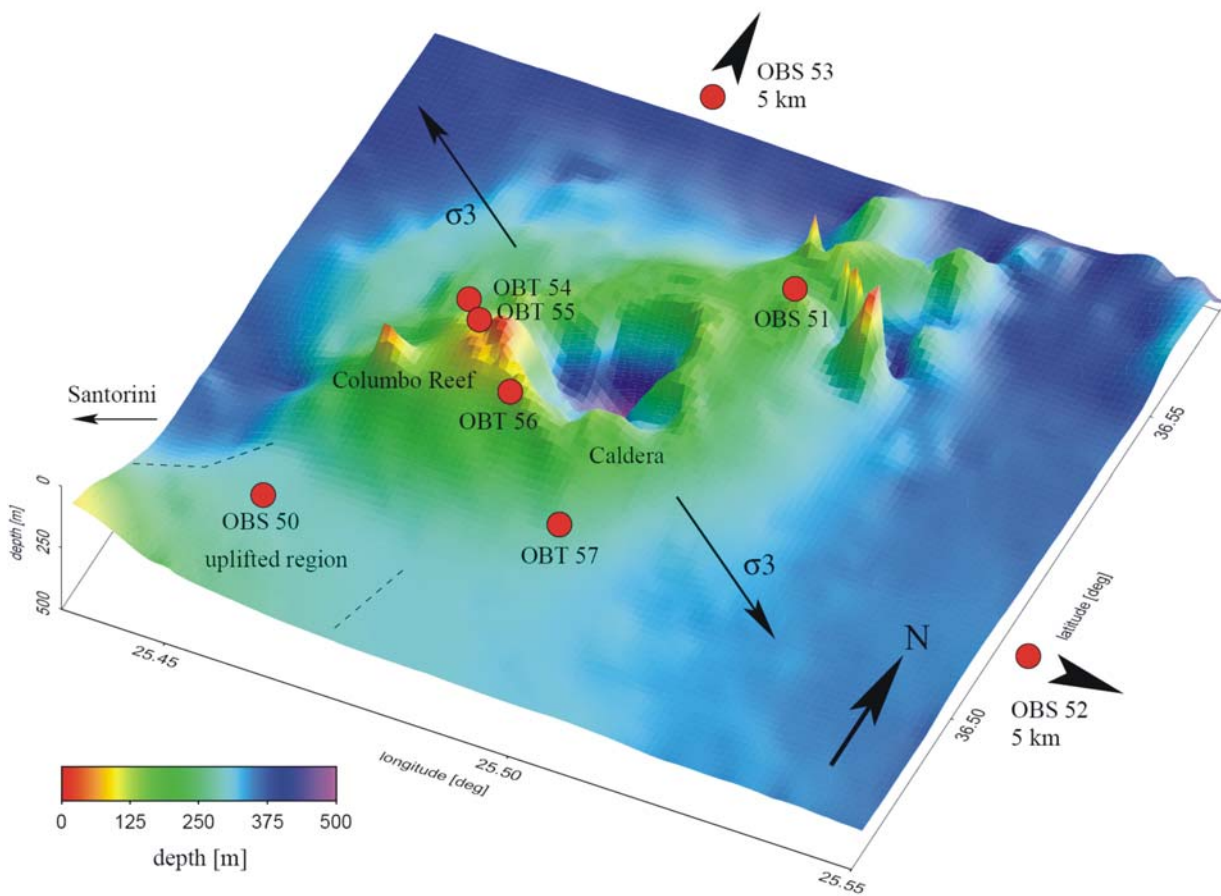 OBS 53
5 km
σ3
OBT 54
OBT 55
OBS 51
Columbo Reef
Santorini
OBT 56
Caldera
36.55
0
250
500
depth [m]
OBS 50
uplifted region
OBT 57
σ3
latitude [deg]
N
OBS 52
5 km
36.50
25.45
longitude [deg]
25.50
25.55
0 125 250 375 500
depth [m]